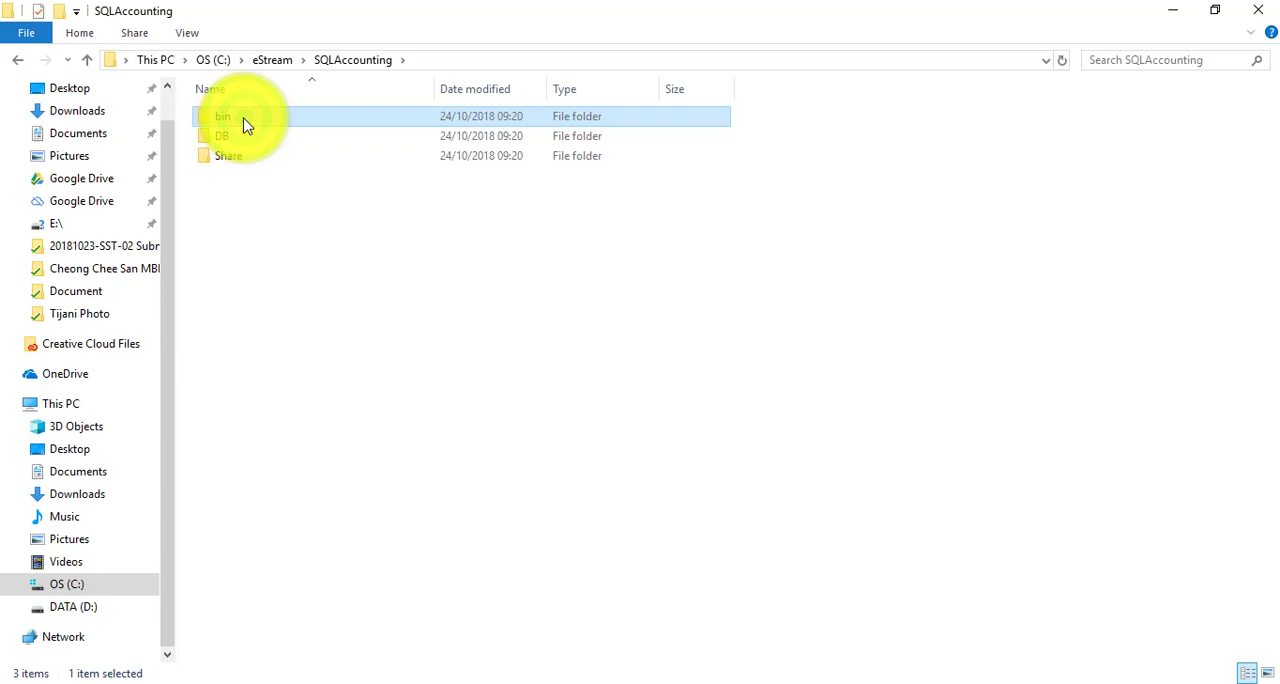 SQLAccounting
File Home Share View
This PC OS (C:) eStream SQLAccounting Search SQLAccounting
Name Date modified Type Size
bin 24/10/2018 09:20 File folder
DB 24/10/2018 09:20 File folder
Share 24/10/2018 09:20 File folder
Desktop
Downloads
Documents
Pictures
Google Drive
Google Drive
E:\
20181023-SST-02 Subm
Cheong Chee San MBI
Document
Tijani Photo
Creative Cloud Files
OneDrive
This PC
3D Objects
Desktop
Documents
Downloads
Music
Pictures
Videos
OS (C:)
DATA (D:)
Network
3 items 1 item selected